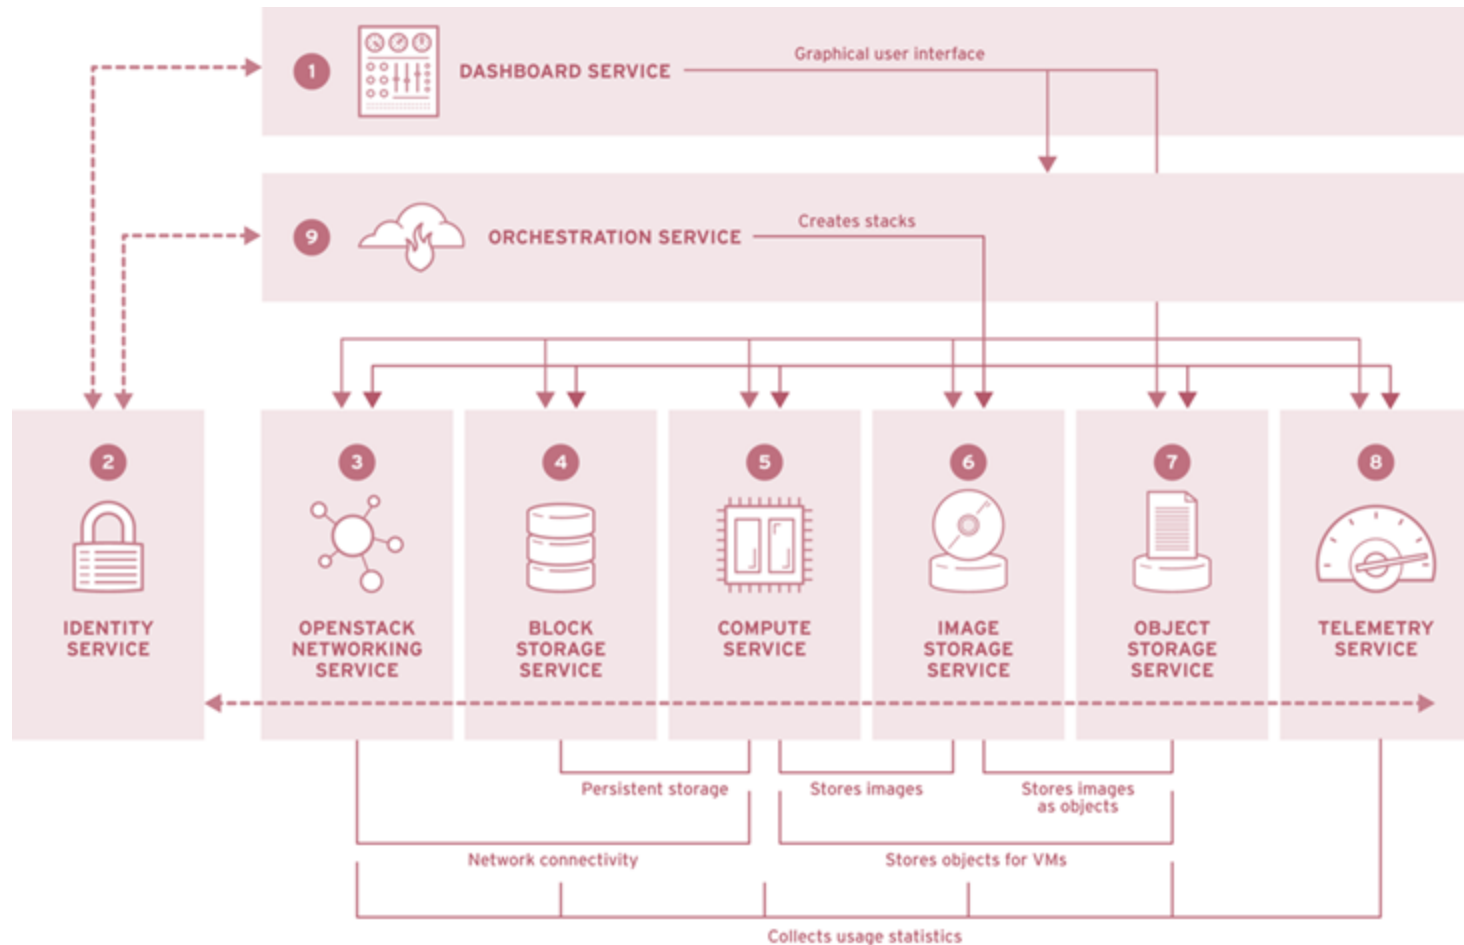 1
DASHBOARD SERVICE
Graphical user interface
9
ORCHESTRATION SERVICE
Creates stacks
2
IDENTITY
SERVICE
3
OPENSTACK
NETWORKING
SERVICE
4
BLOCK
STORAGE
SERVICE
5
COMPUTE
SERVICE
6
IMAGE
STORAGE
SERVICE
7
OBJECT
STORAGE
SERVICE
8
TELEMETRY
SERVICE
Persistent storage
Stores images
Stores images
as objects
Network connectivity
Stores objects for VMs
Collects usage statistics